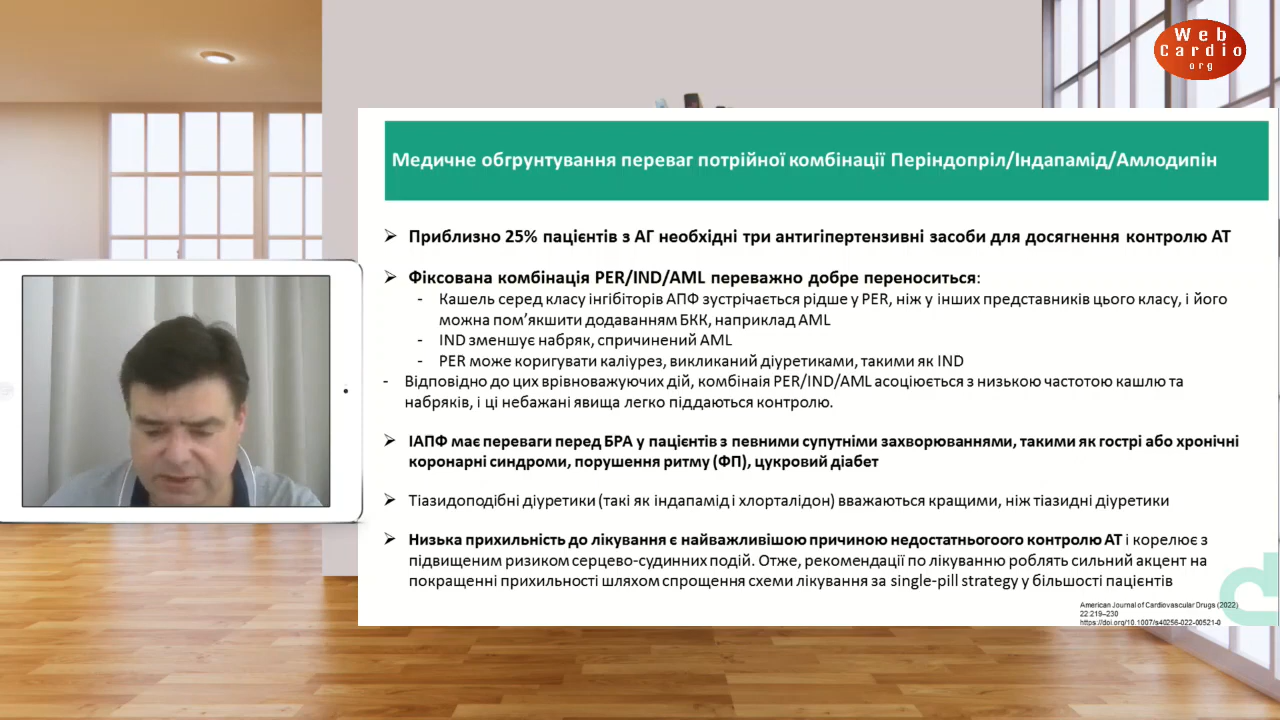 Web
Cardio
org
Медичне обгрунтування переваг потрійної комбінації Періндопріл/Індапамід/Амлодипін
➢ Приблизно 25% пацієнтів з АГ необхідні три антигіпертензивні засоби для досягнення контролю АТ
➢ Фіксована комбінація PER/IND/AML переважно добре переноситься:
- Кашель серед класу інгібіторів АПФ зустрічається рідше у PER, ніж у інших представників цього класу, і його
можна пом’якшити додаванням БКК, наприклад AML
- IND зменшує набряк, спричинений AML
- PER може коригувати каліурез, викликаний діуретиками, такими як IND
- Відповідно до цих врівноважуючих дій, комбінаія PER/IND/AML асоціюється з низькою частотою кашлю та
набряків, і ці небажані явища легко піддаються контролю.
➢ ІАПФ має переваги перед БРА у пацієнтів з певними супутніми захворюваннями, такими як гострі або хронічні
коронарні синдроми, порушення ритму (ФП), цукровий діабет
➢ Тіазидоподібні діуретики (такі як індапамід і хлорталідон) вважаються кращими, ніж тіазидні діуретики
➢ Низька прихильність до лікування є найважливішою причиною недостатньогоого контролю АТ і корелює з
підвищеним ризиком серцево-судинних подій. Отже, рекомендації по лікуванню роблять сильний акцент на
покращенні прихильності шляхом спрощення схеми лікування за single-pill strategy у більшості пацієнтів
American Journal of Cardiovascular Drugs (2022)
22:219–230
https://doi.org/10.1007/s40256-022-00521-0